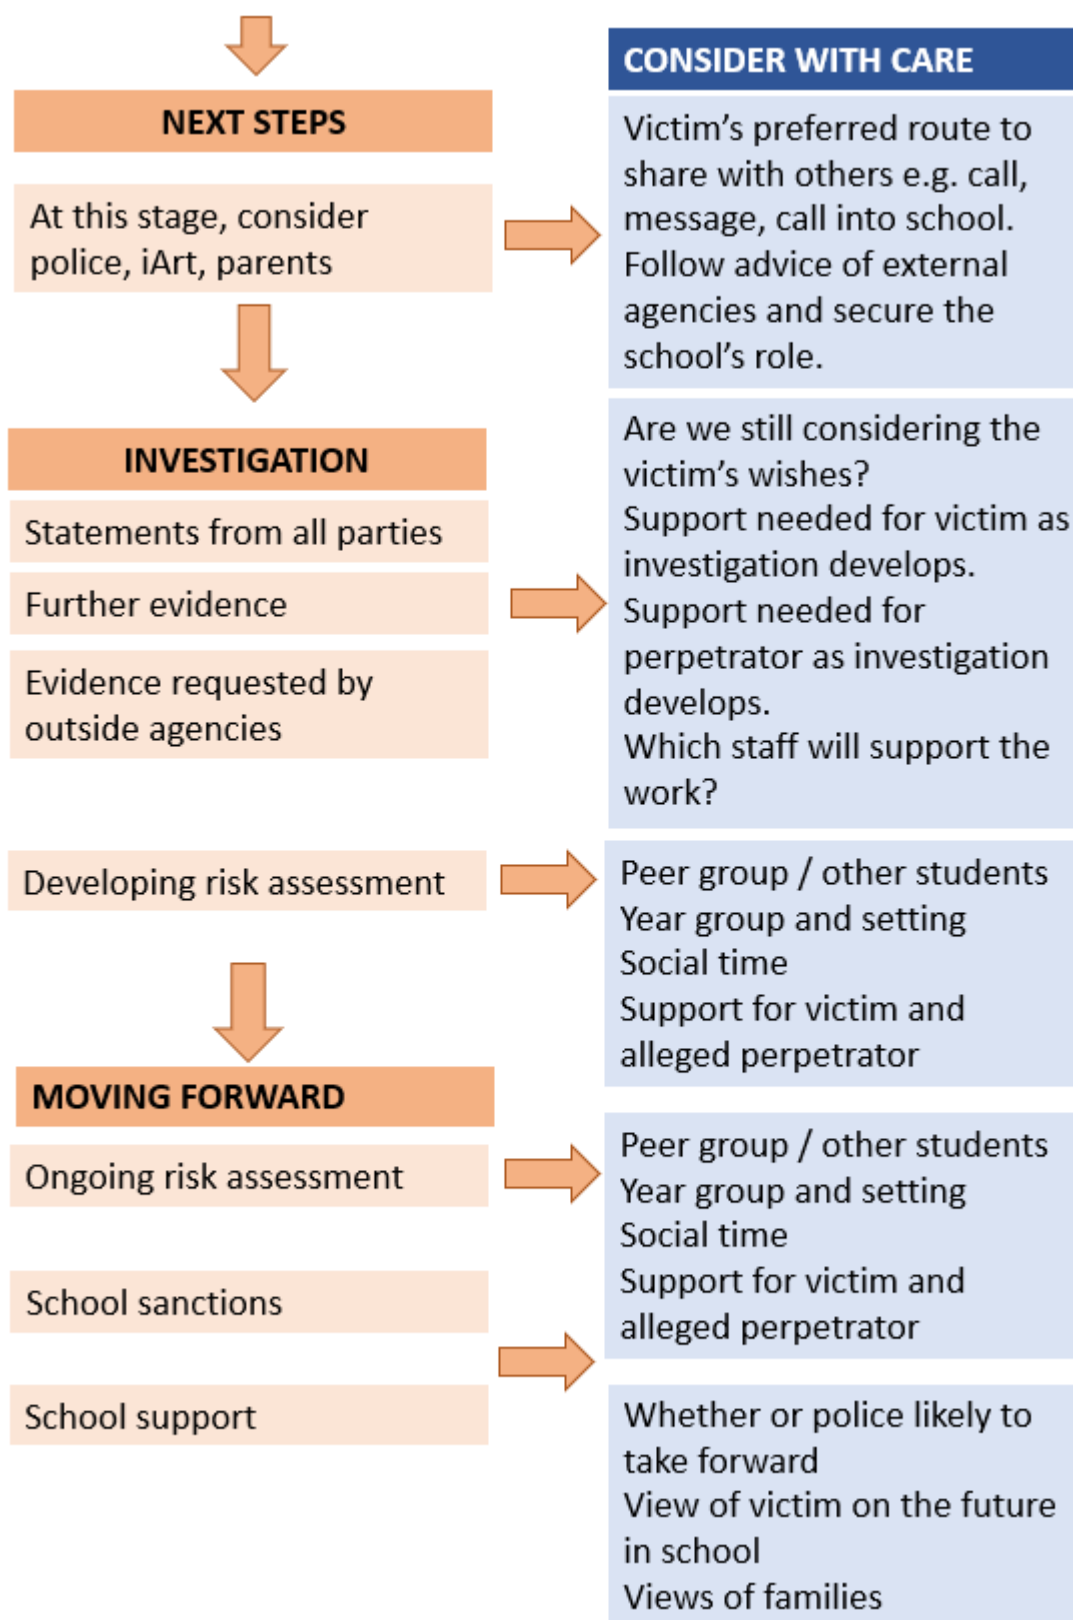 NEXT STEPS
At this stage, consider
police, iArt, parents
CONSIDER WITH CARE
Victim's preferred route to
share with others e.g. call,
message, call into school.
Follow advice of external
agencies and secure the
school's role.
INVESTIGATION
Statements from all parties
Further evidence
Evidence requested by
outside agencies
Are we still considering the
victim's wishes?
Support needed for victim as
investigation develops.
Support needed for
perpetrator as investigation
develops.
Which staff will support the
work?
Developing risk assessment
Peer group / other students
Year group and setting
Social time
Support for victim and
alleged perpetrator
MOVING FORWARD
Ongoing risk assessment
Peer group / other students
Year group and setting
Social time
Support for victim and
alleged perpetrator
School sanctions
School support
Whether or police likely to
take forward
View of victim on the future
in school
Views of families